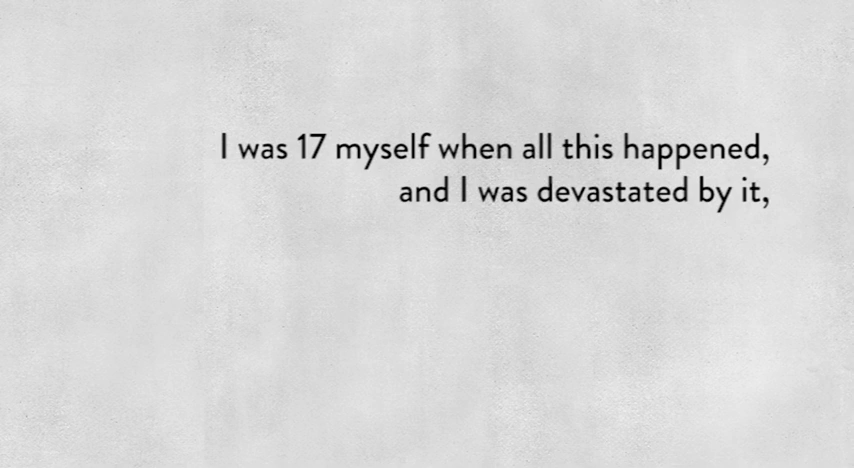 I was 17 myself when all this happened,
and I was devastated by it,